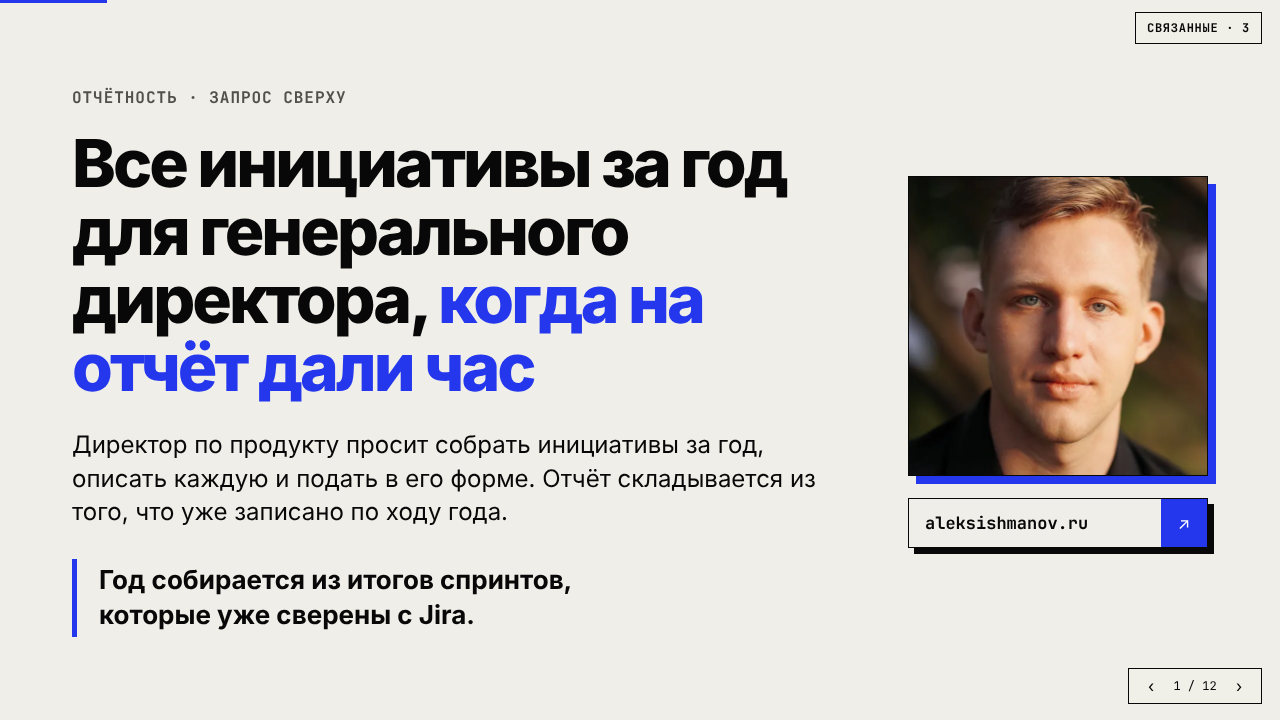 СВЯЗАННЫЕ · 3
ОТЧЁТНОСТЬ · ЗАПРОС СВЕРХУ
Все инициативы за год
для генерального
директора, когда на
отчёт дали час
Директор по продукту просит собрать инициативы за год,
описать каждую и подать в его форме. Отчёт складывается из
того, что уже записано по ходу года.
Год собирается из итогов спринтов,
которые уже сверены с Jira.
aleksishmanov.ru ↗
‹ 1 / 12 ›